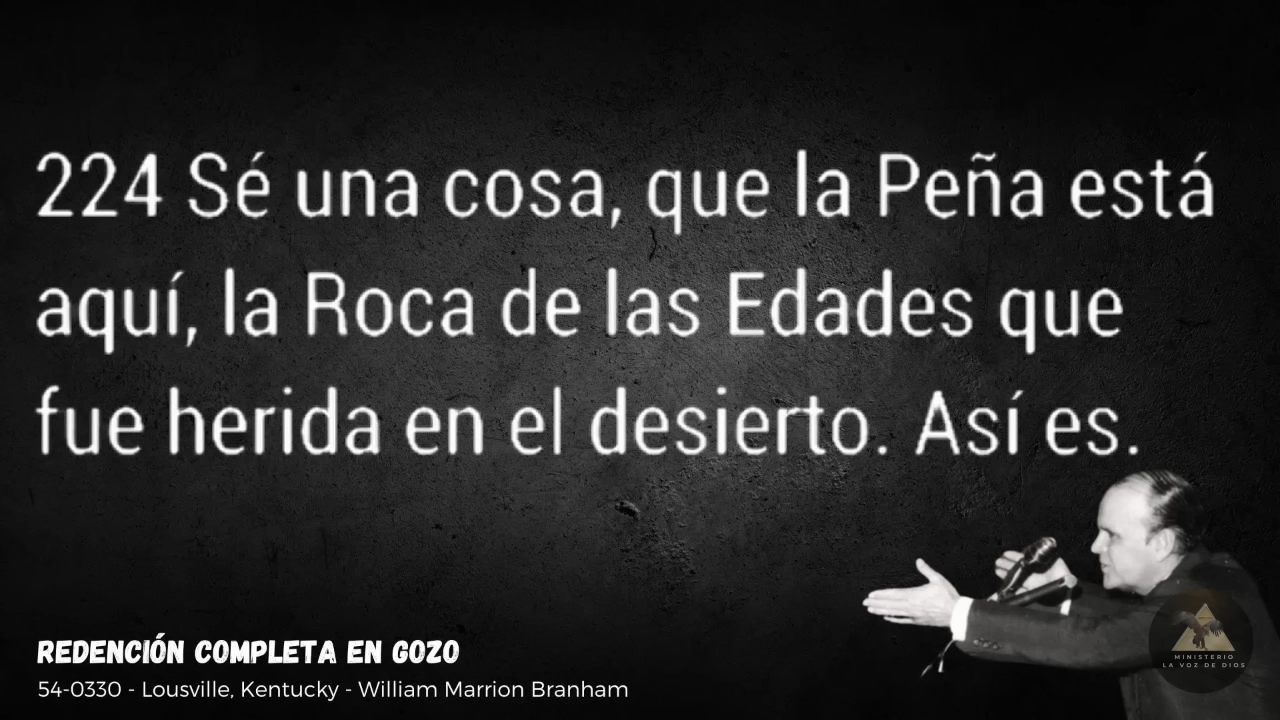 224 Sé una cosa, que la Peña está
aquí, la Roca de las Edades que
fue herida en el desierto. Así es.
REDENCIÓN COMPLETA EN GOZO
54-0330 - Lousville, Kentucky - William Marrion Branham
MINISTERIO
LA VOZ DE DIOS